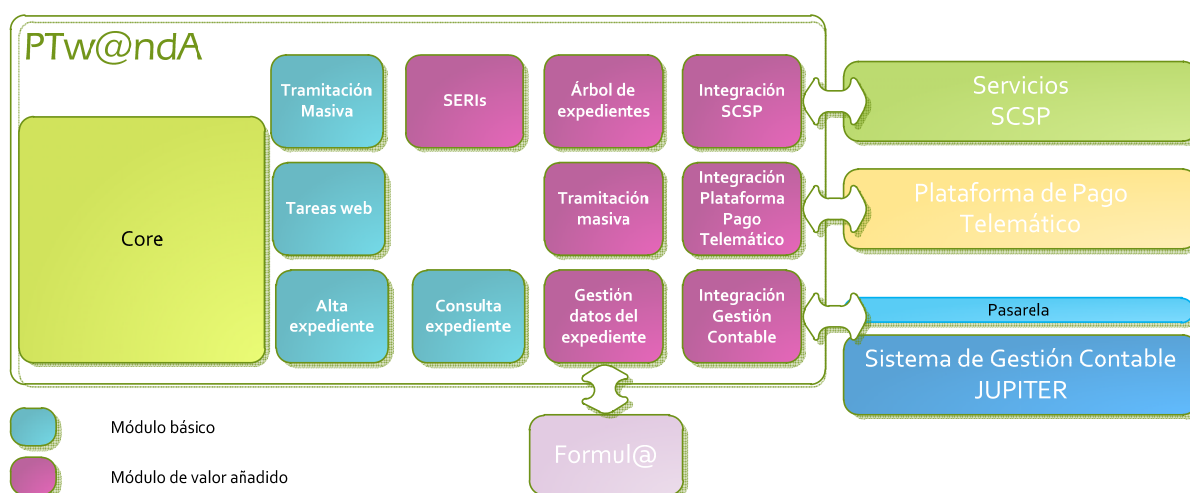 PTw@ndA
Tramitación
Masiva
SERIs
Árbol de
expedientes
Integración
SCSP
Servicios
SCSP
Core
Tareas web
Tramitación
masiva
Integración
Plataforma
Pago
Telemático
Plataforma de Pago
Telemático
Alta
expediente
Consulta
expediente
Gestión
datos del
expediente
Integración
Gestión
Contable
Pasarela
Sistema de Gestión Contable
JUPITER
Módulo básico
Formul@
Módulo de valor añadido